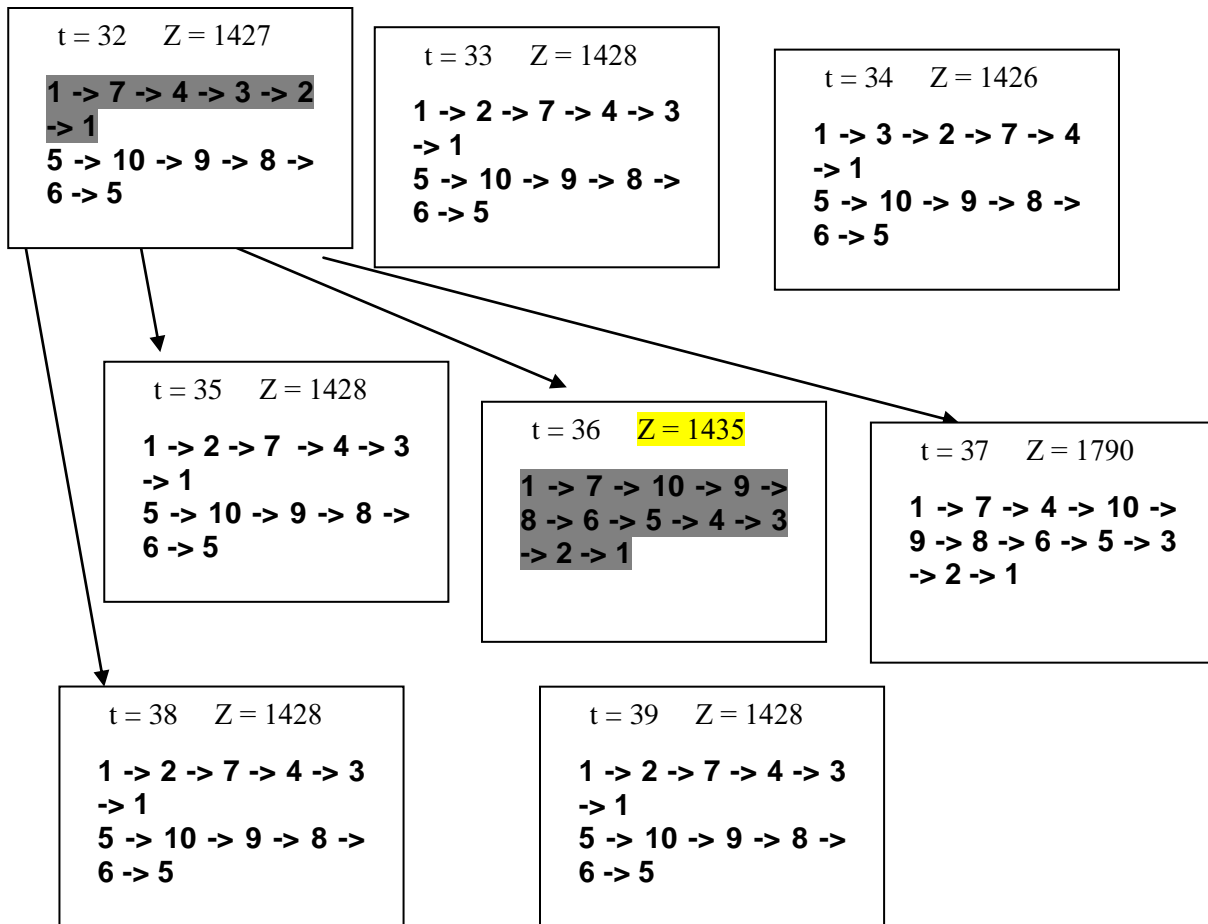 t = 32 Z = 1427
1 -> 7 -> 4 -> 3 -> 2
-> 1
5 -> 10 -> 9 -> 8 ->
6 -> 5
t = 33 Z = 1428
1 -> 2 -> 7 -> 4 -> 3
-> 1
5 -> 10 -> 9 -> 8 ->
6 -> 5
t = 34 Z = 1426
1 -> 3 -> 2 -> 7 -> 4
-> 1
5 -> 10 -> 9 -> 8 ->
6 -> 5
t = 35 Z = 1428
1 -> 2 -> 7 -> 4 -> 3
-> 1
5 -> 10 -> 9 -> 8 ->
6 -> 5
t = 36 Z = 1435
1 -> 7 -> 10 -> 9 ->
8 -> 6 -> 5 -> 4 -> 3
-> 2 -> 1
t = 37 Z = 1790
1 -> 7 -> 4 -> 10 ->
9 -> 8 -> 6 -> 5 -> 3
-> 2 -> 1
t = 38 Z = 1428
1 -> 2 -> 7 -> 4 -> 3
-> 1
5 -> 10 -> 9 -> 8 ->
6 -> 5
t = 39 Z = 1428
1 -> 2 -> 7 -> 4 -> 3
-> 1
5 -> 10 -> 9 -> 8 ->
6 -> 5